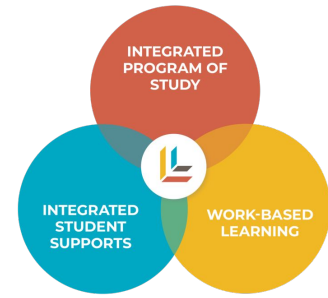 INTEGRATED
PROGRAM OF
STUDY
INTEGRATED
STUDENT
SUPPORTS
WORK-BASED
LEARNING